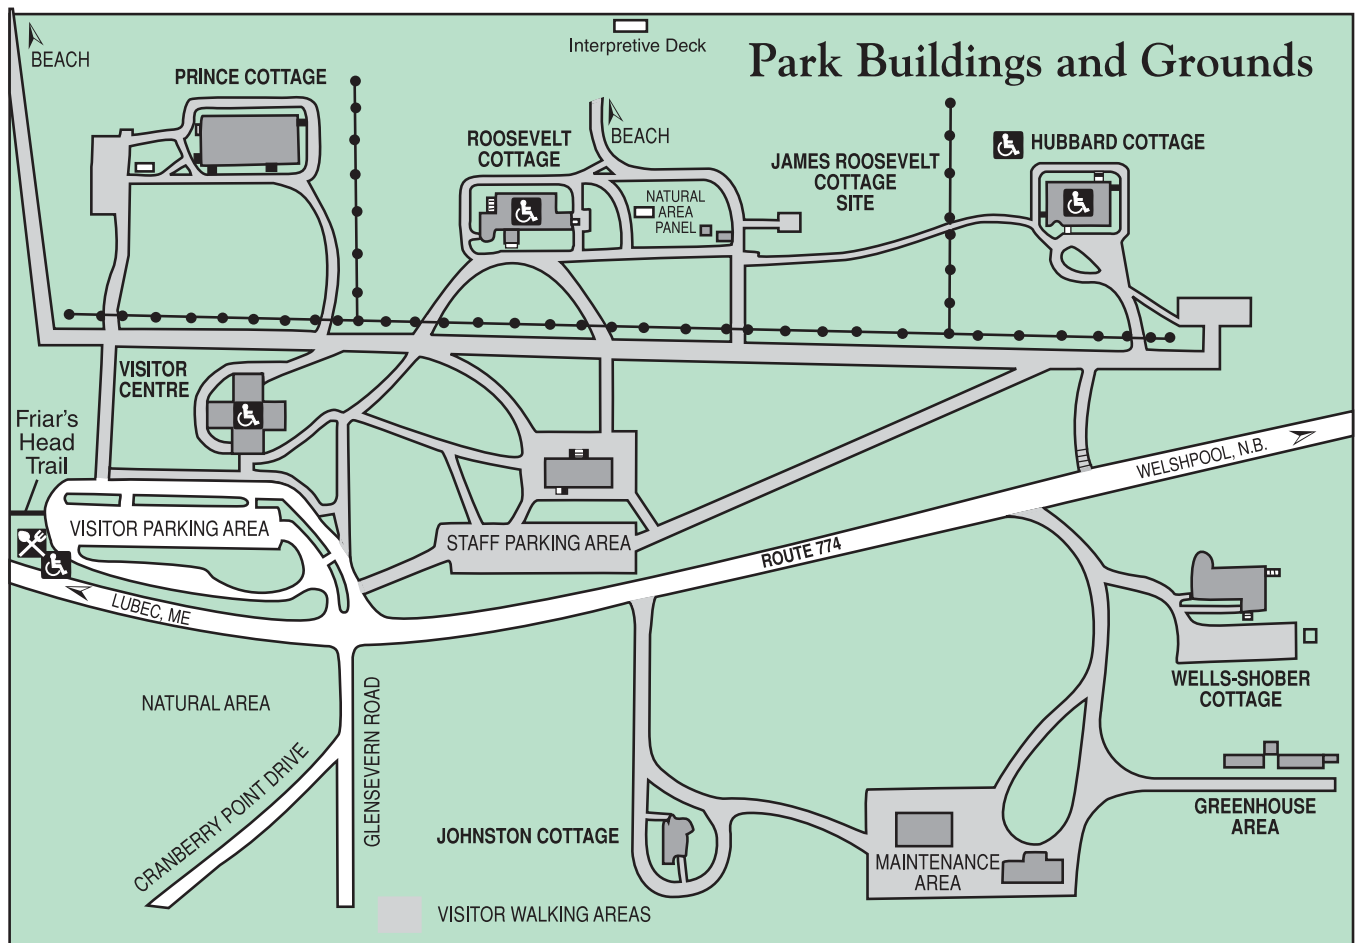 Park Buildings and Grounds
Interpretive Deck
BEACH
PRINCE COTTAGE
ROOSEVELT
COTTAGE
BEACH
JAMES ROOSEVELT
COTTAGE
SITE
HUBBARD COTTAGE
NATURAL
AREA
PANEL
VISITOR
CENTRE
Friar's
Head
Trail
VISITOR PARKING AREA
STAFF PARKING AREA
WELSHPOOL, N.B.
ROUTE 774
LUBEC, ME
WELLS-SHOBER
COTTAGE
NATURAL AREA
GLENSEVERN ROAD
CRANBERRY POINT DRIVE
GREENHOUSE
AREA
JOHNSTON COTTAGE
MAINTENANCE
AREA
VISITOR WALKING AREAS